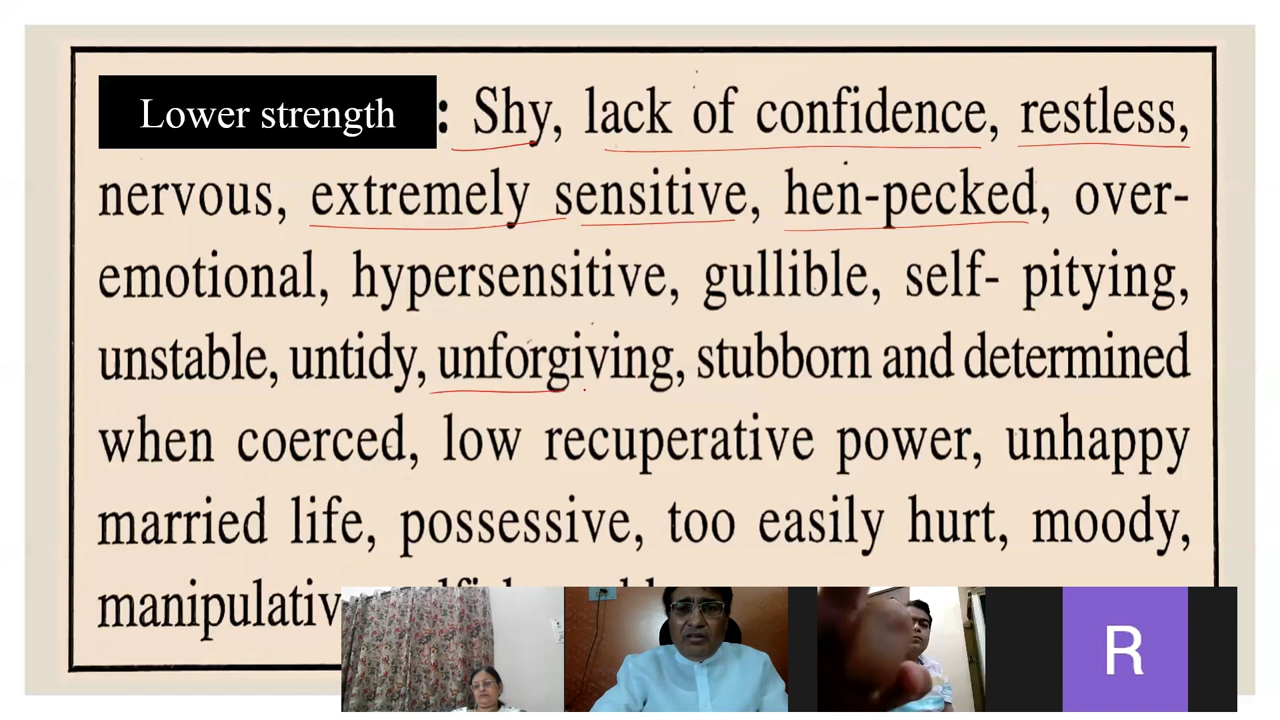 Lower strength : Shy, lack of confidence, restless,
nervous, extremely sensitive, hen-pecked, over-
emotional, hypersensitive, gullible, self- pitying,
unstable, untidy, unforgiving, stubborn and determined
when coerced, low recuperative power, unhappy
married life, possessive, too easily hurt, moody,
R